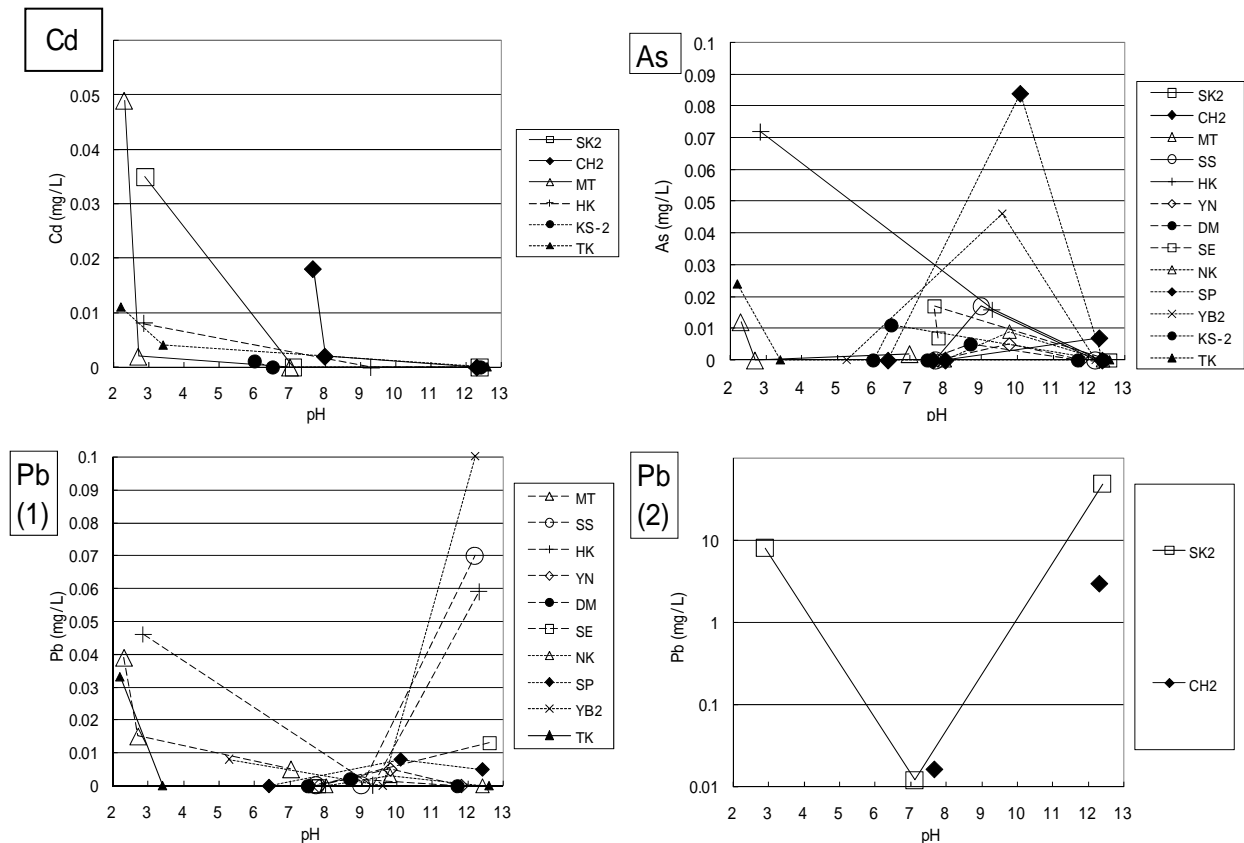 Cd
0.05
0.04
0.03
0.02
0.01
0
Cd (mg/L)
2 3 4 5 6 7 8 9 10 11 12 13
pH
SK2
CH2
MT
HK
KS-2
TK
As
0.1
0.09
0.08
0.07
0.06
0.05
0.04
0.03
0.02
0.01
0
As (mg/L)
2 3 4 5 6 7 8 9 10 11 12 13
pH
SK2
CH2
MT
SS
HK
YN
DM
SE
NK
SP
YB2
KS-2
TK
Pb
(1)
0.1
0.09
0.08
0.07
0.06
0.05
0.04
0.03
0.02
0.01
0
Pb (mg/L)
2 3 4 5 6 7 8 9 10 11 12 13
pH
MT
SS
HK
YN
DM
SE
NK
SP
YB2
TK
Pb
(2)
10
1
0.1
0.01
Pb (mg/L)
2 3 4 5 6 7 8 9 10 11 12 13
pH
SK2
CH2